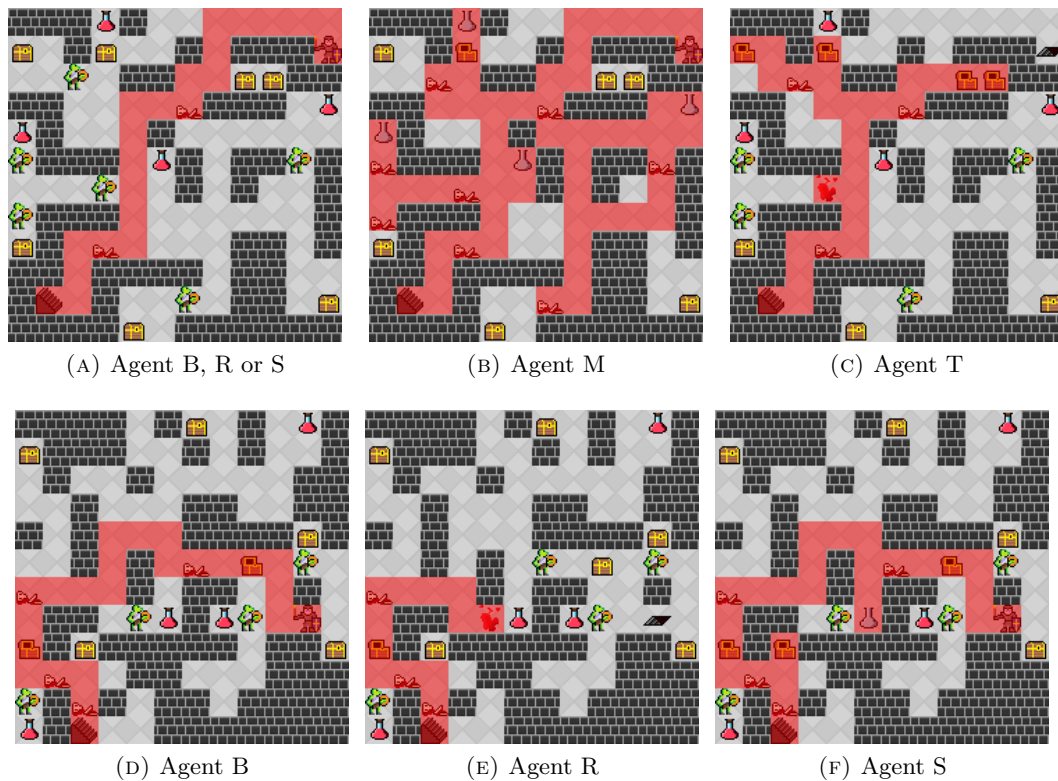 (A) Agent B, R or S
(B) Agent M
(C) Agent T
(D) Agent B
(E) Agent R
(F) Agent S